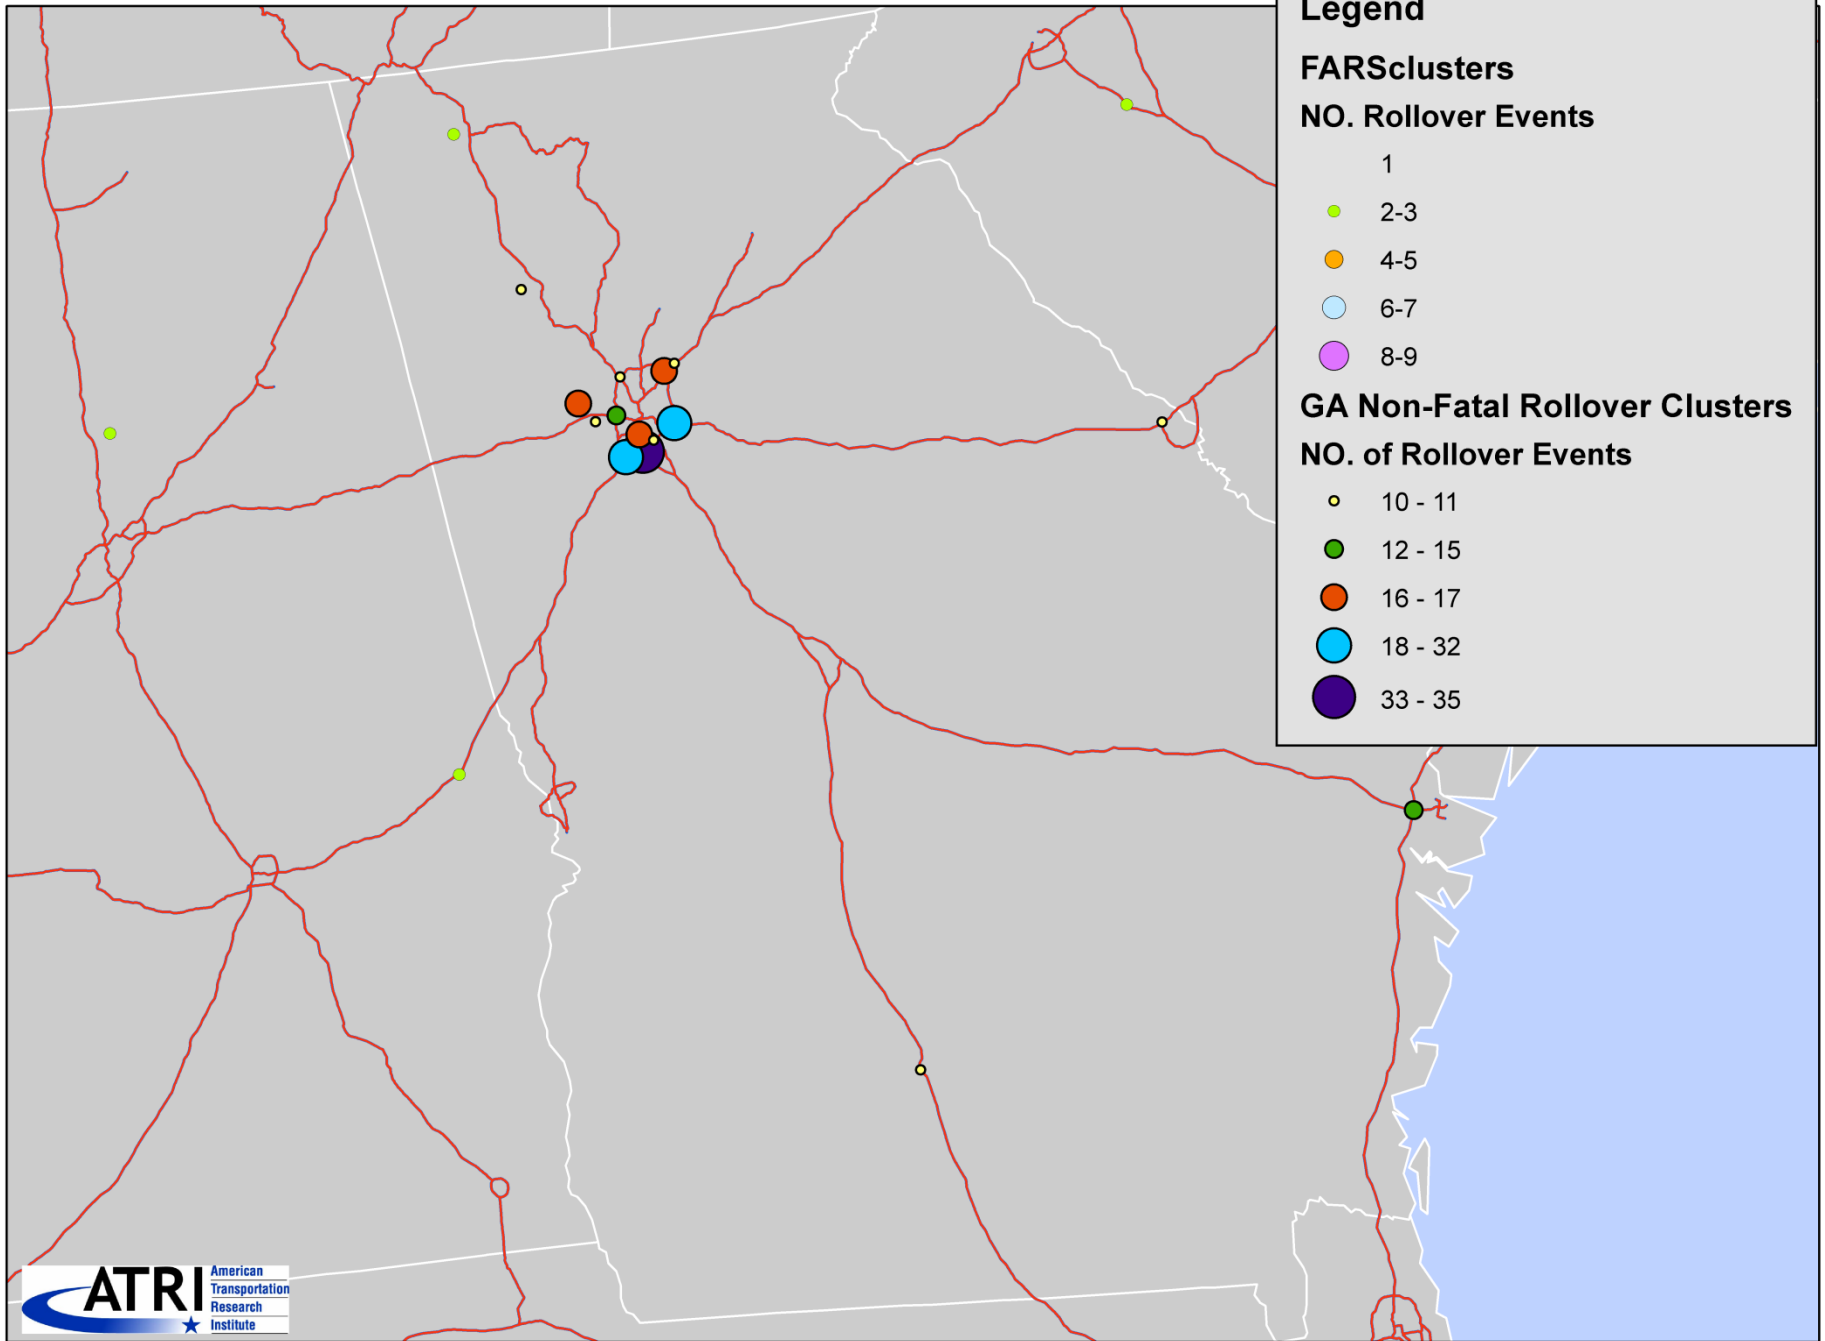 Legend
FARSclusters
NO. Rollover Events
1
2-3
4-5
6-7
8-9
GA Non-Fatal Rollover Clusters
NO. of Rollover Events
10 - 11
12 - 15
16 - 17
18 - 32
33 - 35
ATRI
American
Transportation
Research
Institute